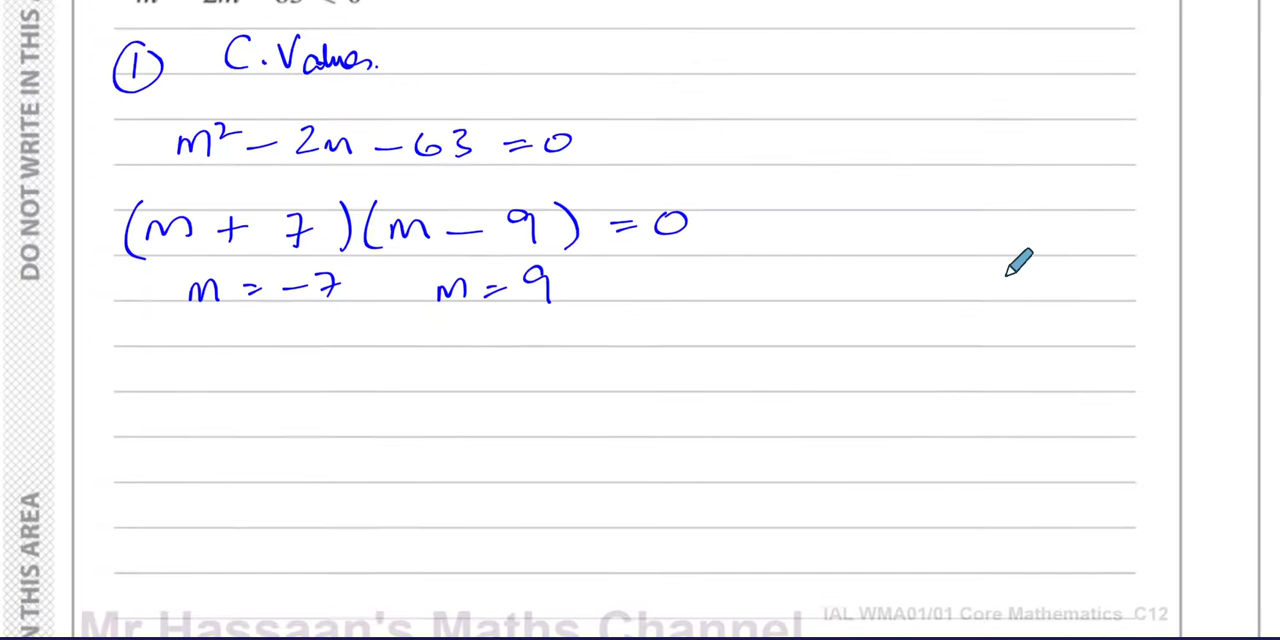 ① C. Values.
m² - 2m - 63 = 0
(m + 7)(m - 9) = 0
m = -7 m = 9
DO NOT WRITE IN THIS
N THIS AREA
Mr Hassaan's Maths Channel
IAL WMA01/01 Core Mathematics C12